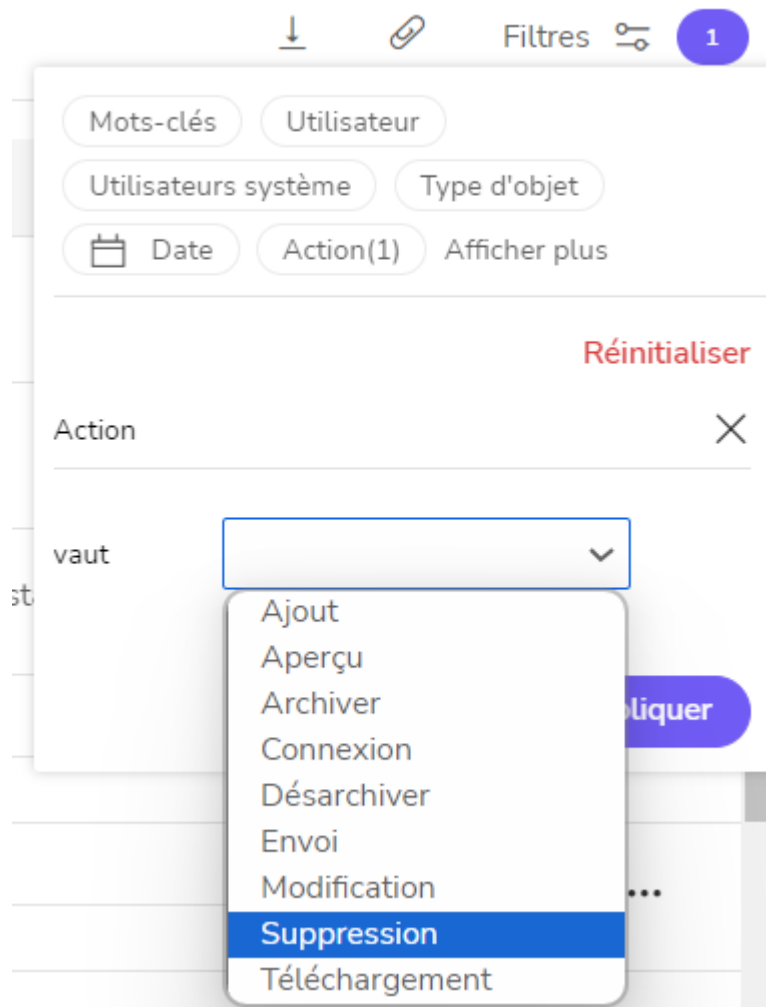 Filtres 1
Mots-clés Utilisateur
Utilisateurs système Type d'objet
Date Action(1) Afficher plus
Réinitialiser
Action
vaut
Ajout
Aperçu
Archiver
Connexion
Désarchiver
Envoi
Modification
Suppression
Téléchargement